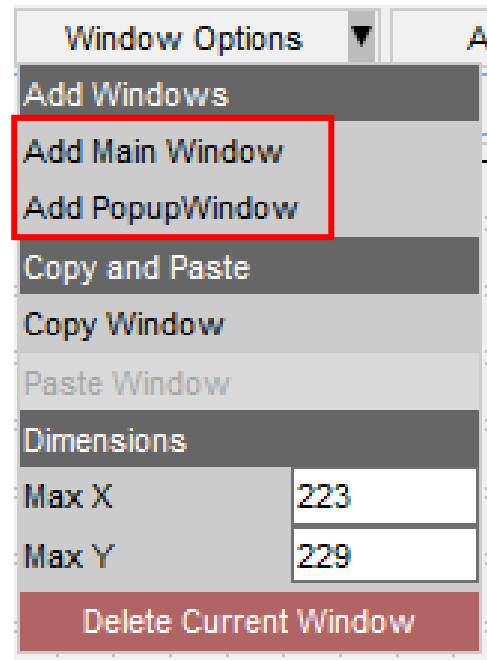 Window Options ▼ A
Add Windows
Add Main Window
Add PopupWindow
Copy and Paste
Copy Window
Paste Window
Dimensions
Max X 223
Max Y 229
Delete Current Window